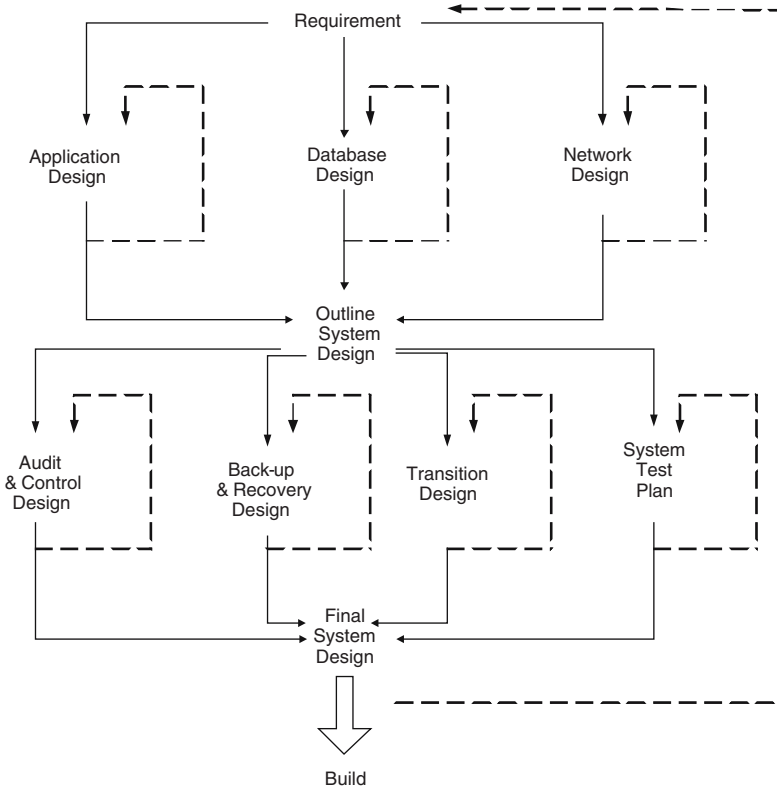 Requirement
Application
Design
Database
Design
Network
Design
Outline
System
Design
Audit
& Control
Design
Back-up
& Recovery
Design
Transition
Design
System
Test
Plan
Final
System
Design
Build